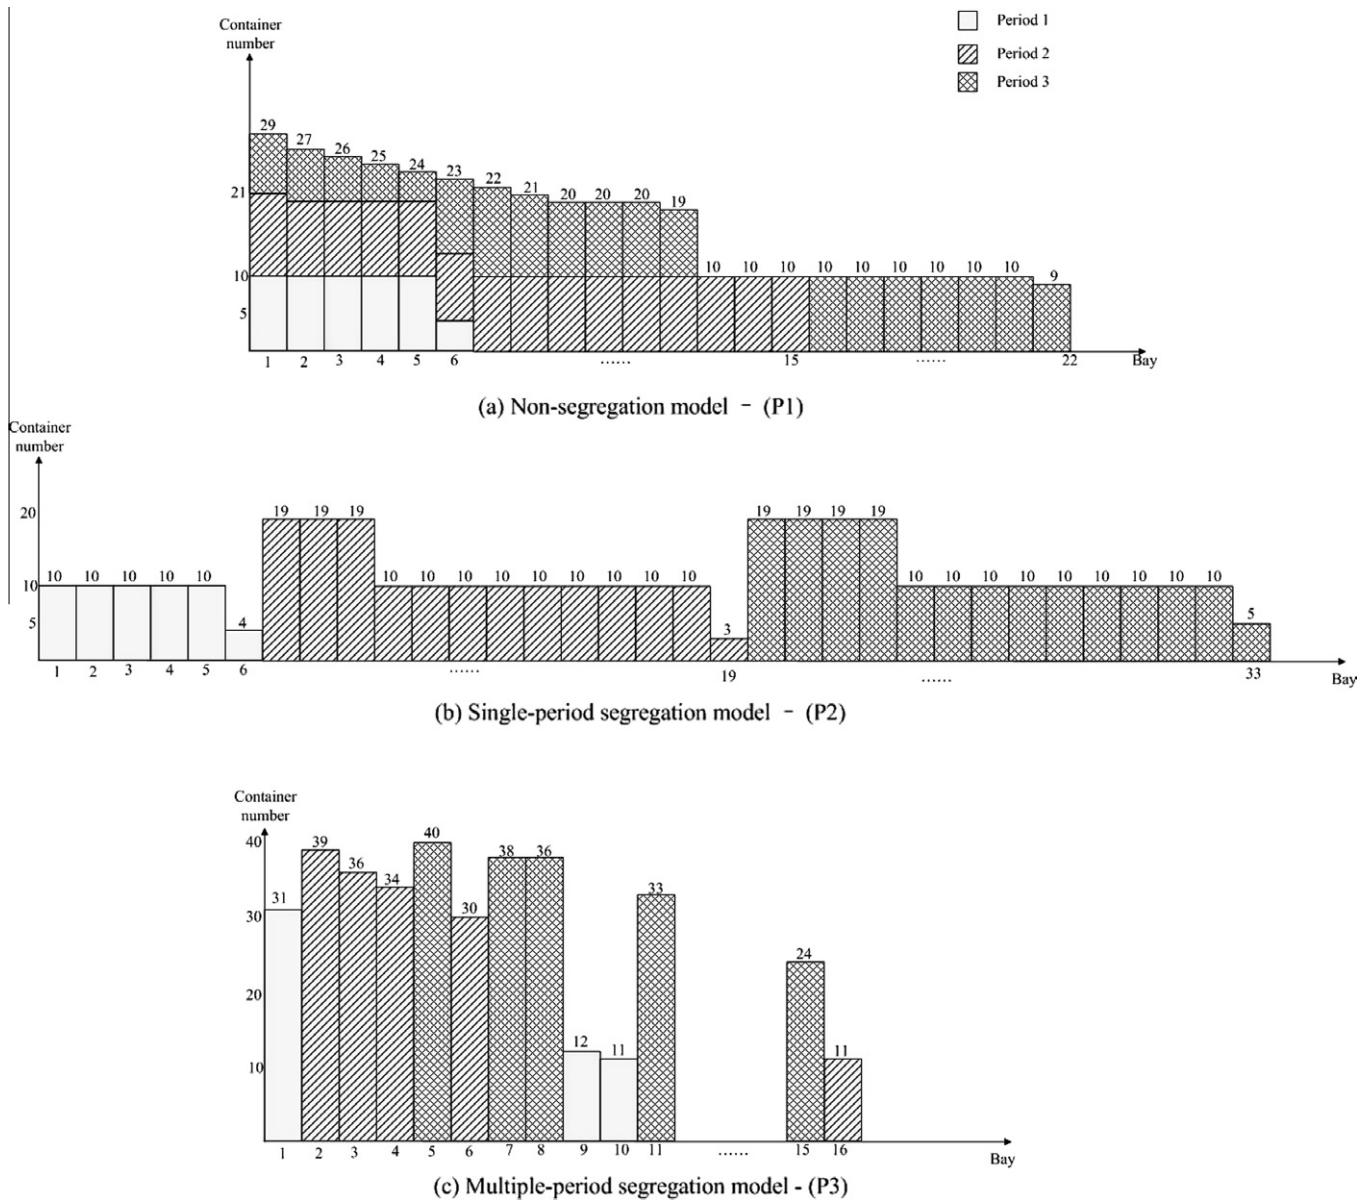 Container
number
Period 1
Period 2
Period 3
29 27 26 25 24 23 22 21 20 20 20 19
21
10
5
10 10 10 10 10 10 10 10 10 9
1 2 3 4 5 6 ...... 15 ...... 22 Bay
(a) Non-segregation model - (P1)
Container
number
20
10
5
10 10 10 10 10 4 19 19 19 10 10 10 10 10 10 10 10 10 3 19 19 19 19 10 10 10 10 10 10 10 10 10 5
1 2 3 4 5 6 ...... 19 ...... 33 Bay
(b) Single-period segregation model - (P2)
Container
number
40
30
20
10
31 39 36 34 40 30 38 36 12 11 33 24 11
1 2 3 4 5 6 7 8 9 10 11 ...... 15 16 Bay
(c) Multiple-period segregation model - (P3)